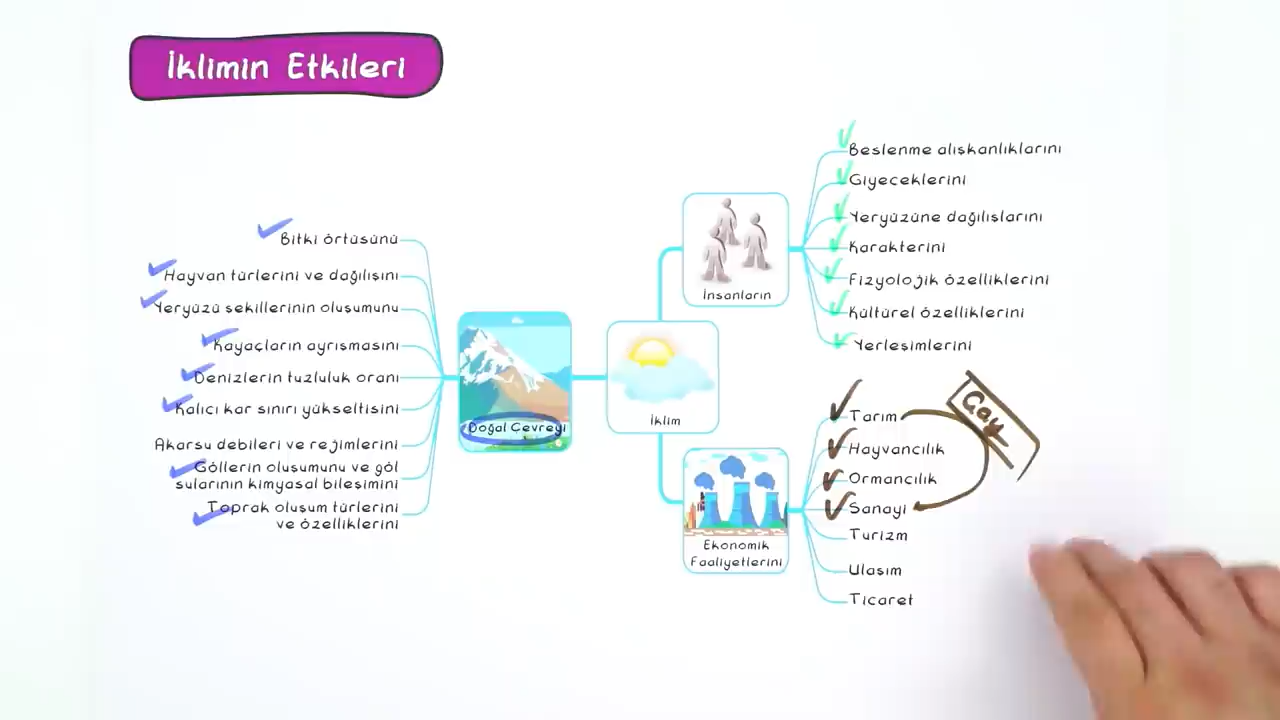 İklimin Etkileri
Bitki örtüsünü
Hayvan türlerini ve dağılışını
Yeryüzü şekillerinin oluşumunu
Kayaçların ayrışmasını
Denizlerin tuzluluk oranı
Kalıcı kar sınırı yükseltisini
Akarsu debileri ve rejimlerini
Göllerin oluşumunu ve göl
sularının kimyasal bileşimini
Toprak oluşum türlerini
ve özelliklerini
Doğal Çevreyi
İklim
İnsanların
Beslenme alışkanlıklarını
Giyeceklerini
Yeryüzüne dağılışlarını
Karakterini
Fizyolojik özelliklerini
Kültürel özelliklerini
Yerleşimlerini
Ekonomik
Faaliyetlerini
Tarım
Hayvancılık
Ormancılık
Sanayi
Turizm
Ulaşım
Ticaret
Çay